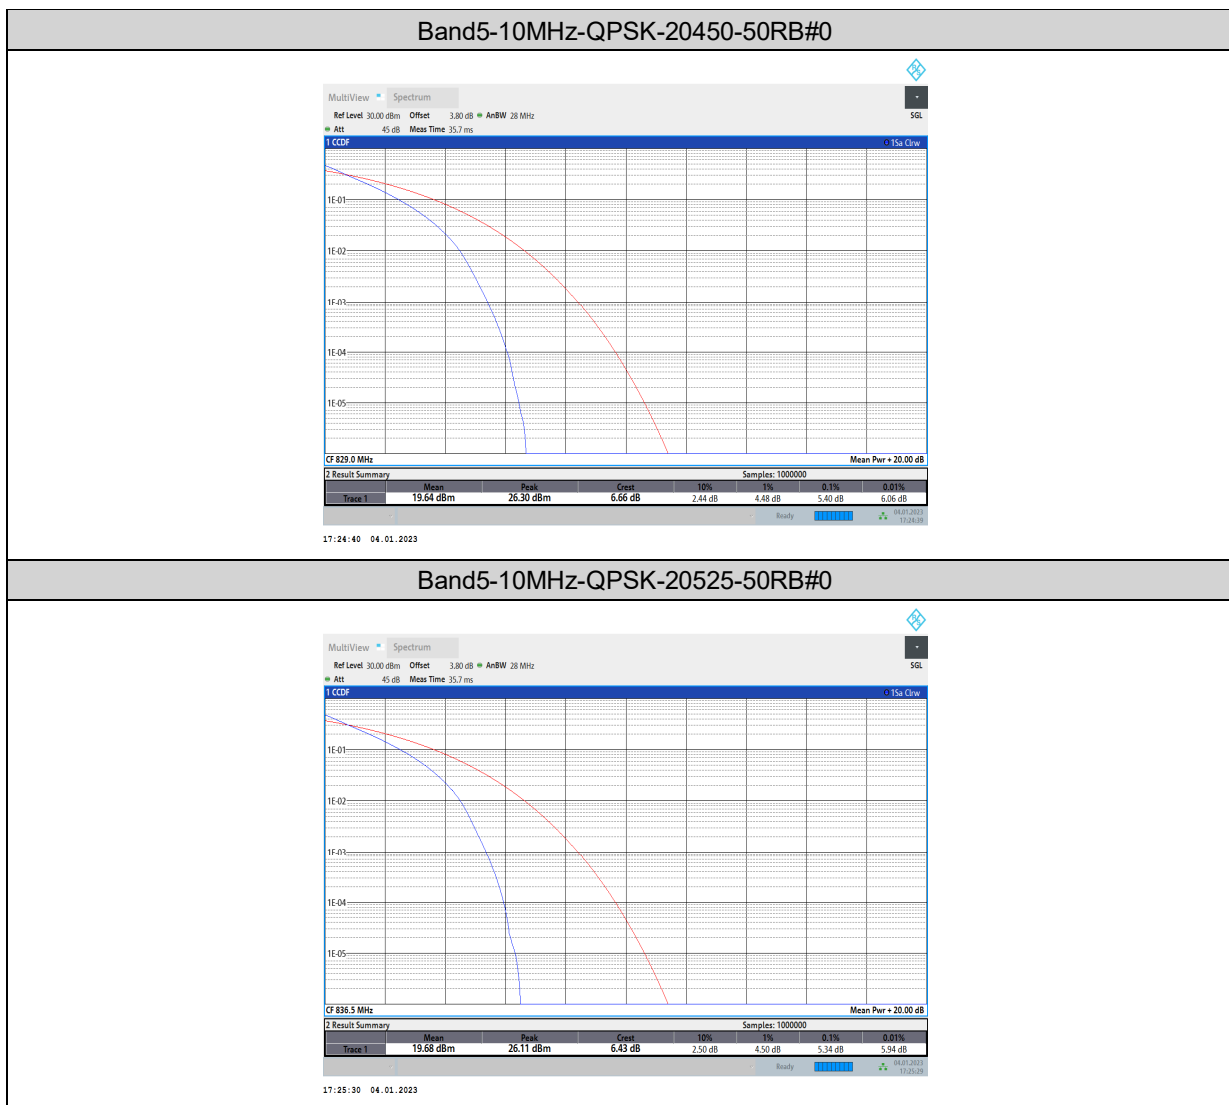 Band5-10MHz-QPSK-20450-50RB#0
MultiView Spectrum
Ref Level 30.00 dBm Offset 3.80 dB AnBW 28 MHz SGL
Att 45 dB Meas Time 35.7 ms
1 CCDF 1Sa Clrw
1E-01
1E-02
1E-03
1E-04
1E-05
CF 829.0 MHz Mean Pwr + 20.00 dB
2 Result Summary Samples: 1000000
Mean Peak Crest 10% 1% 0.1% 0.01%
Trace 1 19.64 dBm 26.30 dBm 6.66 dB 2.44 dB 4.48 dB 5.40 dB 6.06 dB
Ready 04.01.2023
17:24:39
17:24:40 04.01.2023
Band5-10MHz-QPSK-20525-50RB#0
MultiView Spectrum
Ref Level 30.00 dBm Offset 3.80 dB AnBW 28 MHz SGL
Att 45 dB Meas Time 35.7 ms
1 CCDF 1Sa Clrw
1E-01
1E-02
1E-03
1E-04
1E-05
CF 836.5 MHz Mean Pwr + 20.00 dB
2 Result Summary Samples: 1000000
Mean Peak Crest 10% 1% 0.1% 0.01%
Trace 1 19.68 dBm 26.11 dBm 6.43 dB 2.50 dB 4.50 dB 5.34 dB 5.94 dB
Ready 04.01.2023
17:25:29
17:25:30 04.01.2023